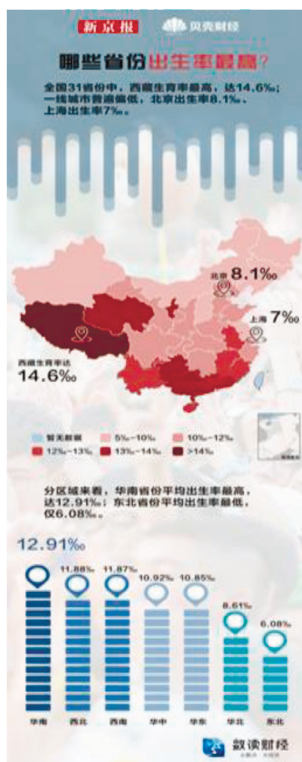 新京报 贝壳财经
哪些省份出生率最高?
全国31省份中，西藏生育率最高，达14.6‰；
一线城市普遍偏低，北京出生率8.1‰、
上海出生率7‰。
北京 8.1‰
上海 7‰
西藏生育率达
14.6‰
暂无数据 5‰-10‰ 10‰-12‰
12‰-13‰ 13‰-14‰ >14‰
分区域来看，华南省份平均出生率最高，
达12.91‰；东北省份平均出生率最低，
仅6.08‰。
12.91‰ 11.88‰ 11.87‰ 10.92‰ 10.85‰ 8.61‰ 6.08‰
华南 西北 西南 华中 华东 华北 东北
数读财经